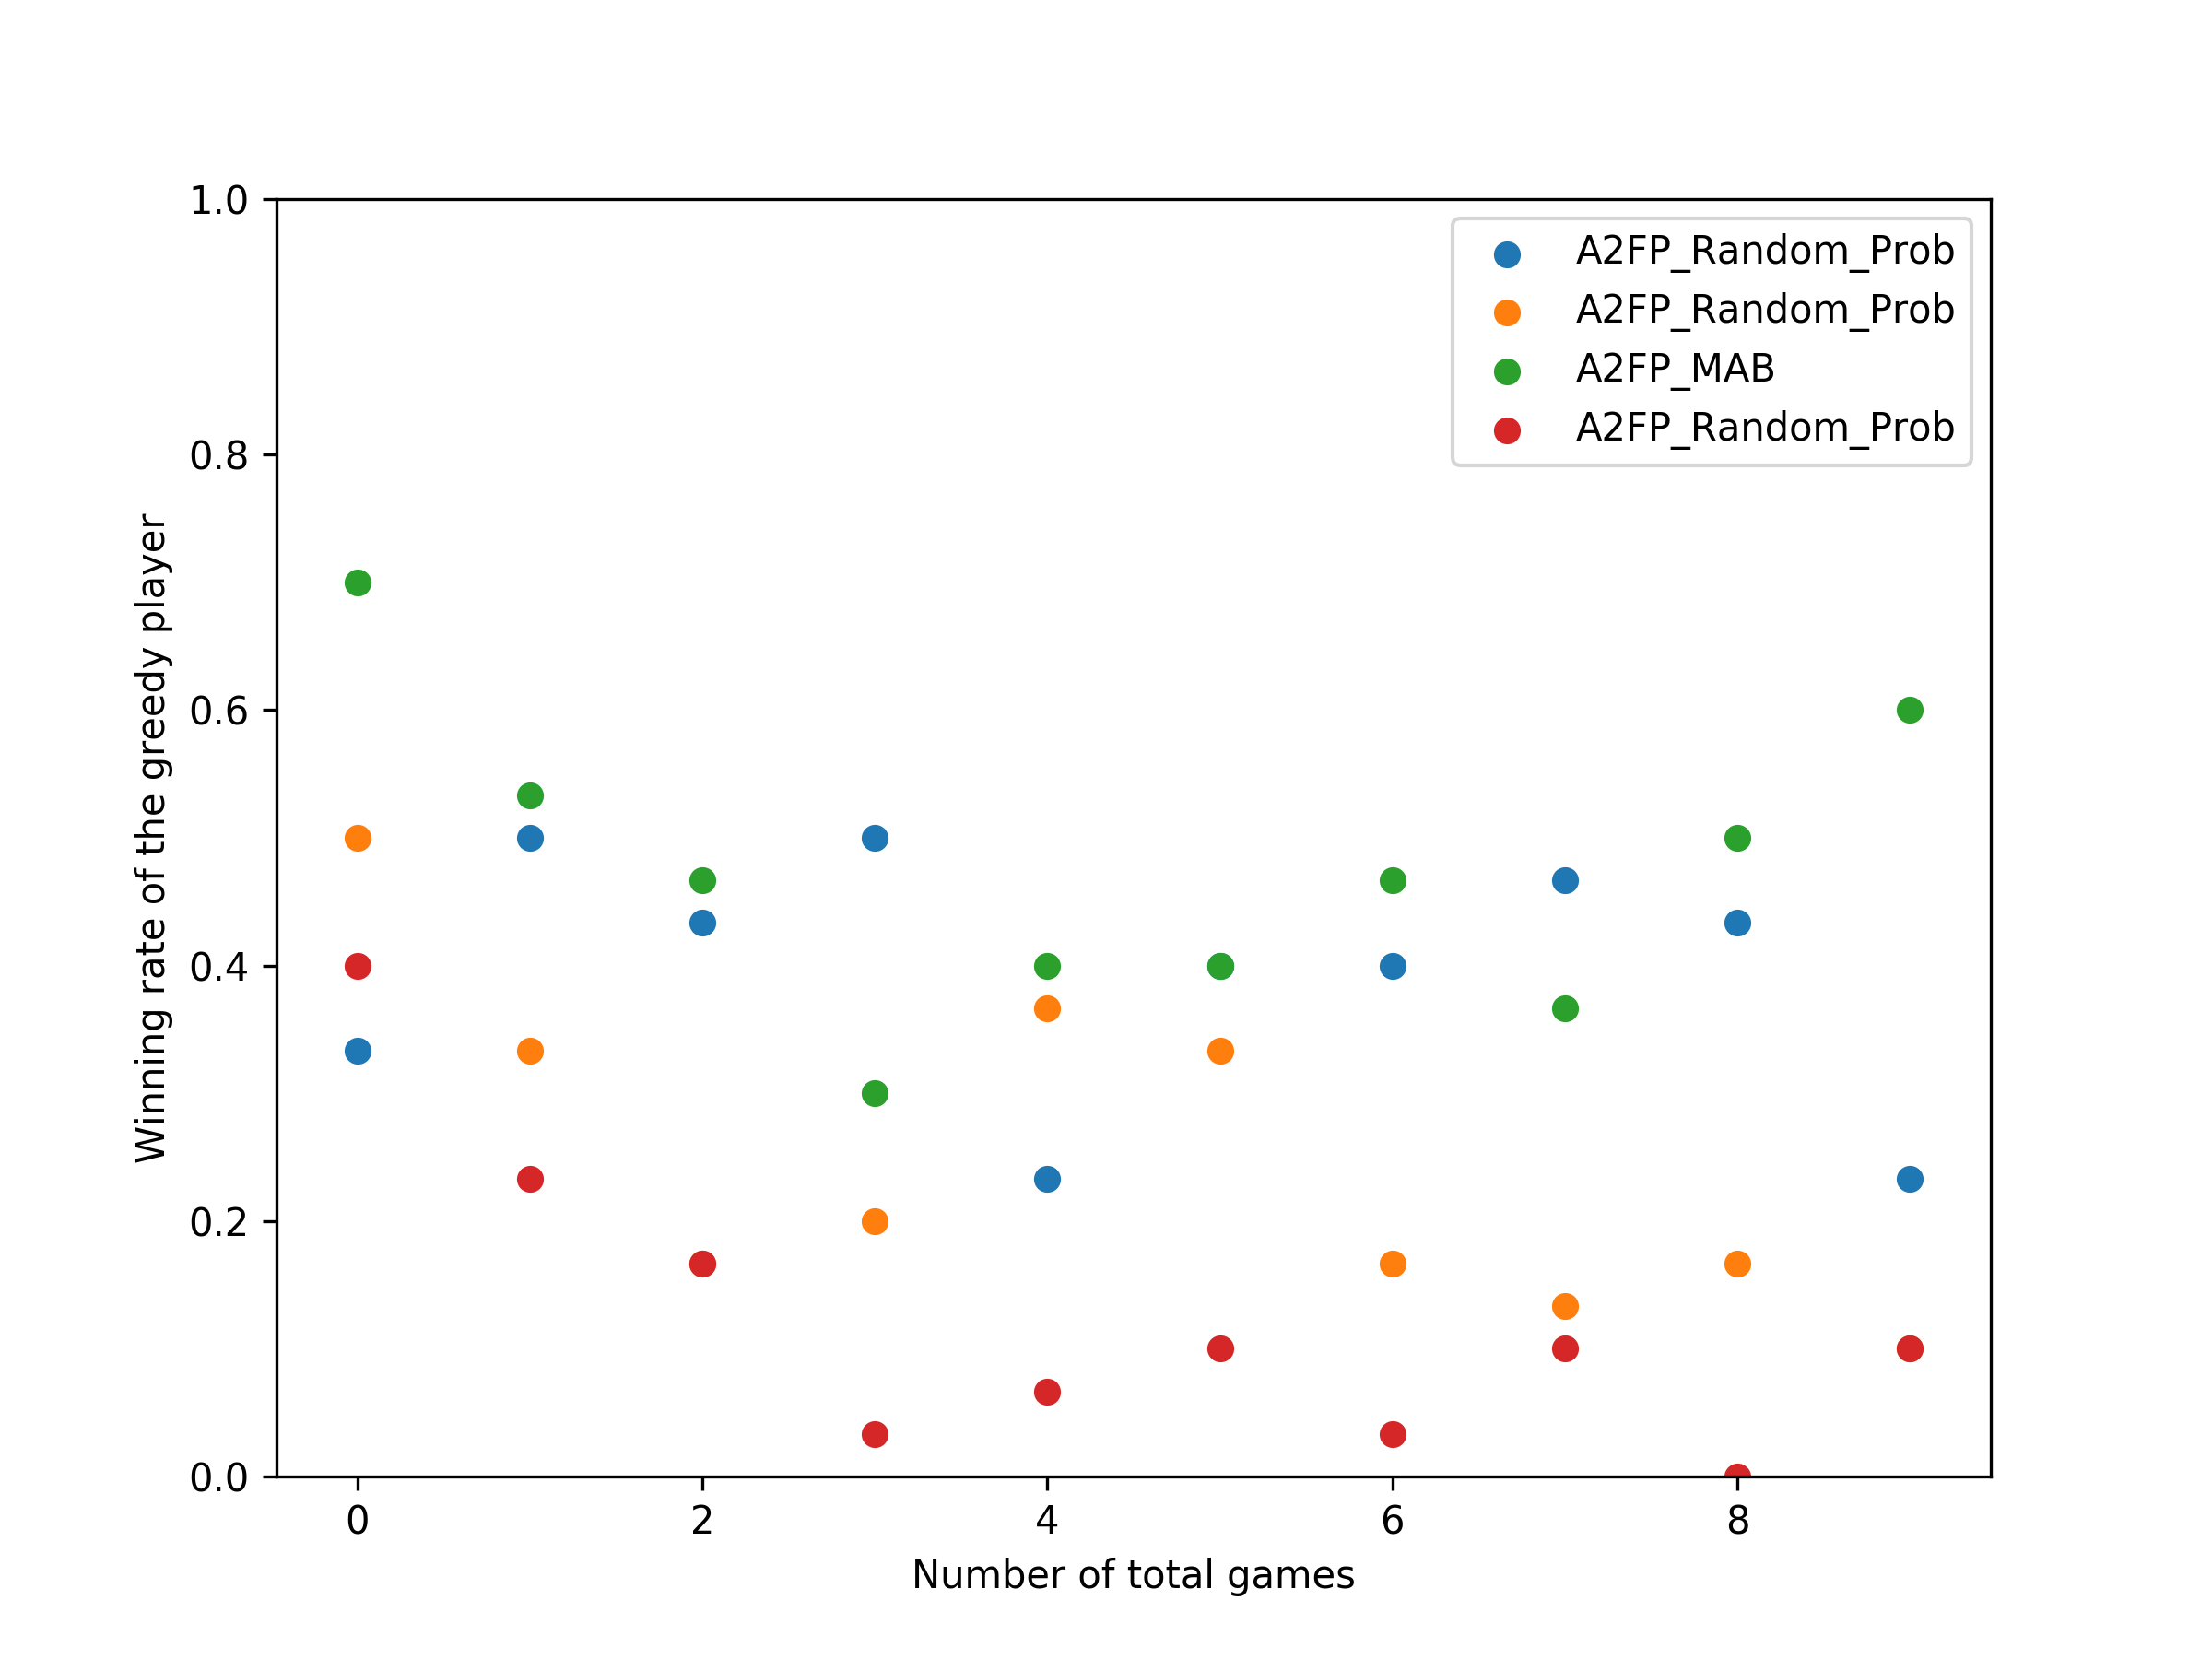 1.0
0.8
0.6
0.4
0.2
0.0
Winning rate of the greedy player
A2FP_Random_Prob
A2FP_Random_Prob
A2FP_MAB
A2FP_Random_Prob
0 2 4 6 8
Number of total games